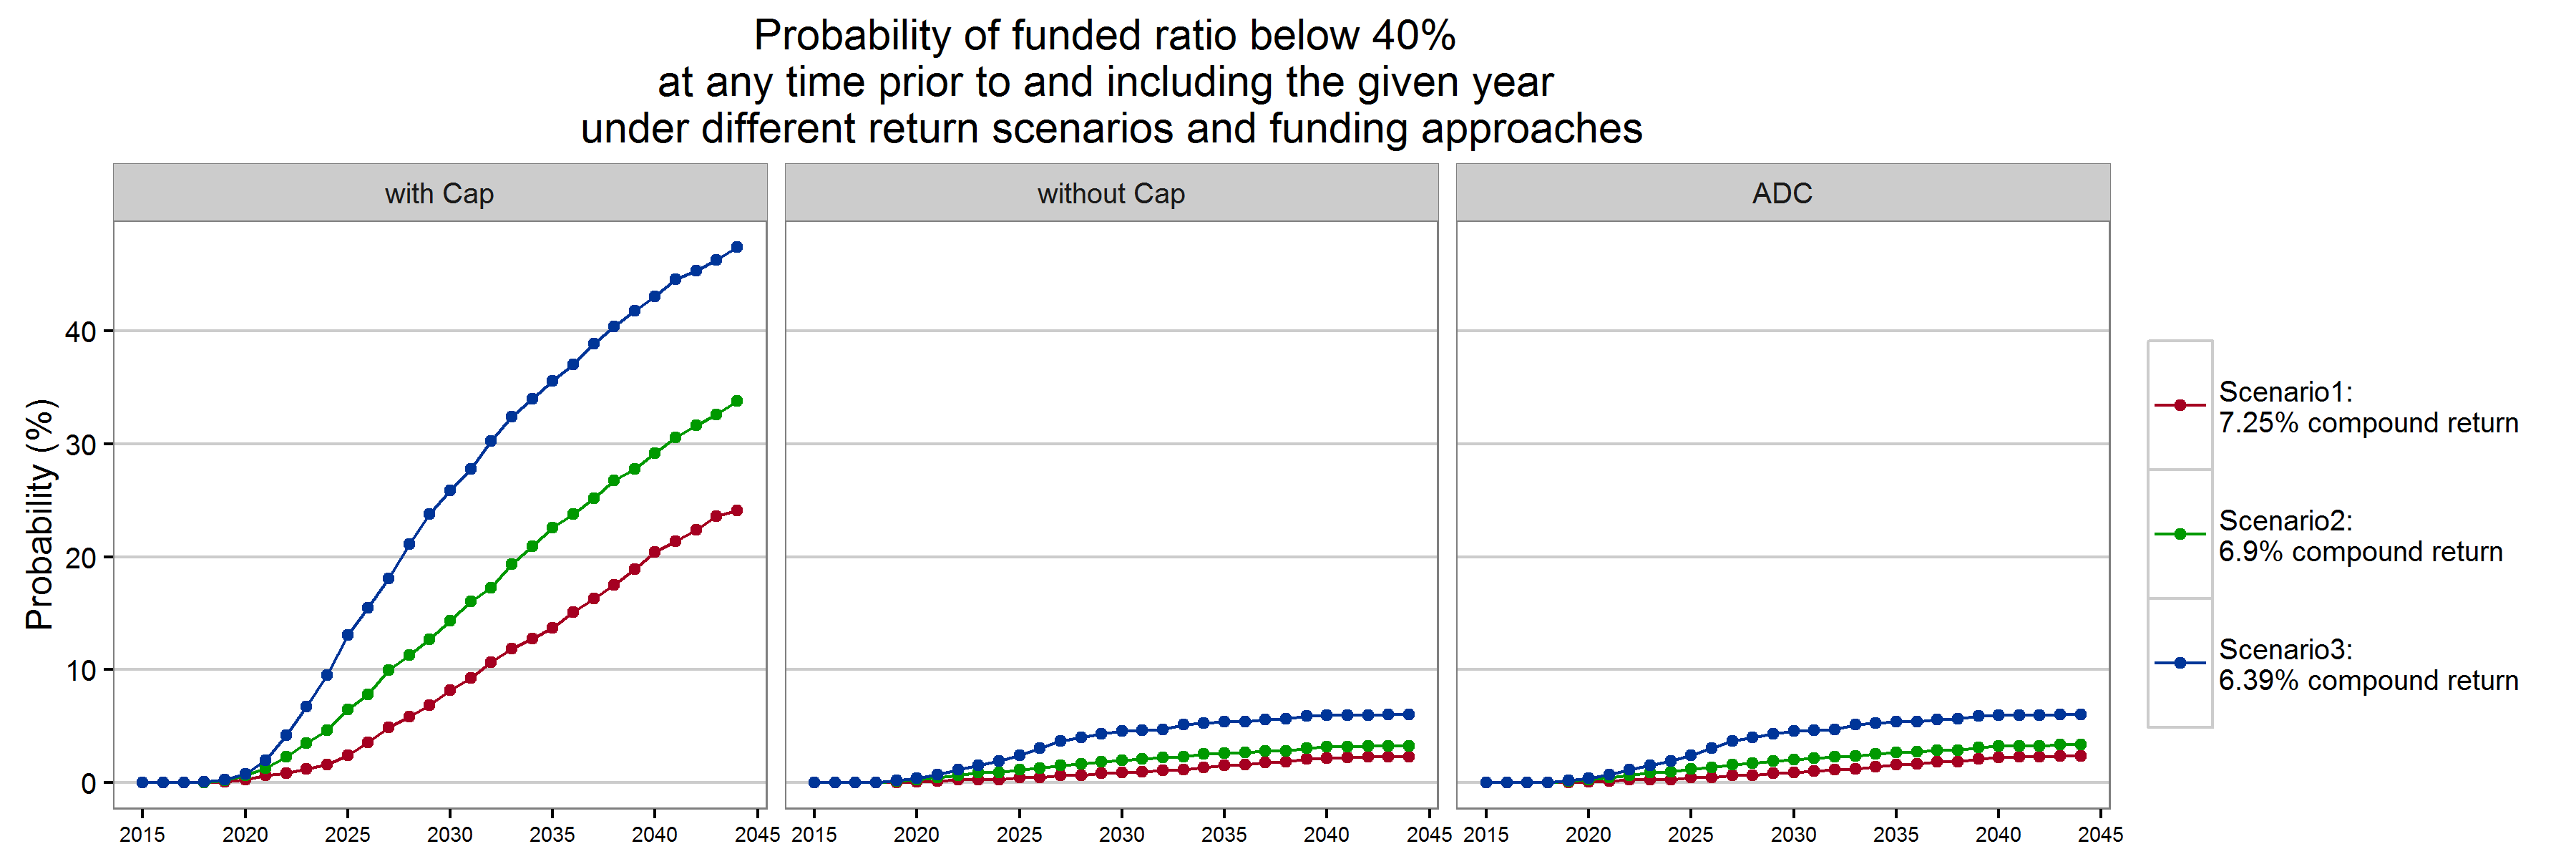 Probability of funded ratio below 40%
at any time prior to and including the given year
under different return scenarios and funding approaches
with Cap
without Cap
ADC
Probability (%)
40
30
20
10
0
2015 2020 2025 2030 2035 2040 2045
2015 2020 2025 2030 2035 2040 2045
2015 2020 2025 2030 2035 2040 2045
Scenario1:
7.25% compound return
Scenario2:
6.9% compound return
Scenario3:
6.39% compound return